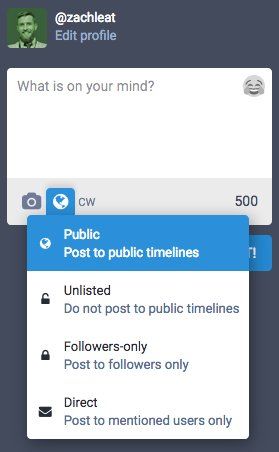 @zachleat
Edit profile
What is on your mind?
CW
500
Public
Post to public timelines
T!
Unlisted
Do not post to public timelines
Followers-only
Post to followers only
Direct
Post to mentioned users only